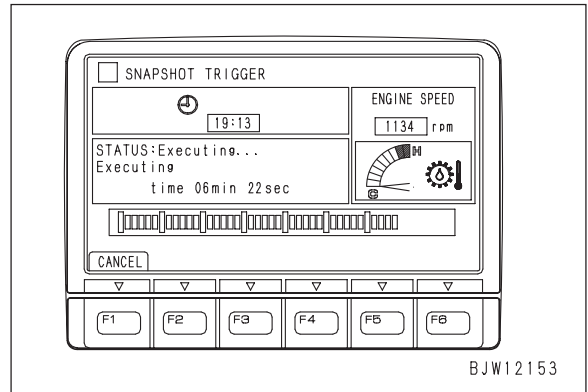 SNAPSHOT TRIGGER
19:13
STATUS:Executing...
Executing
time 06min 22sec
ENGINE SPEED
1134 rpm
H
C
CANCEL
F1 F2 F3 F4 F5 F6
BJW12153